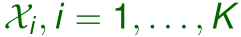 𝒳ᵢ, i = 1, . . . , K